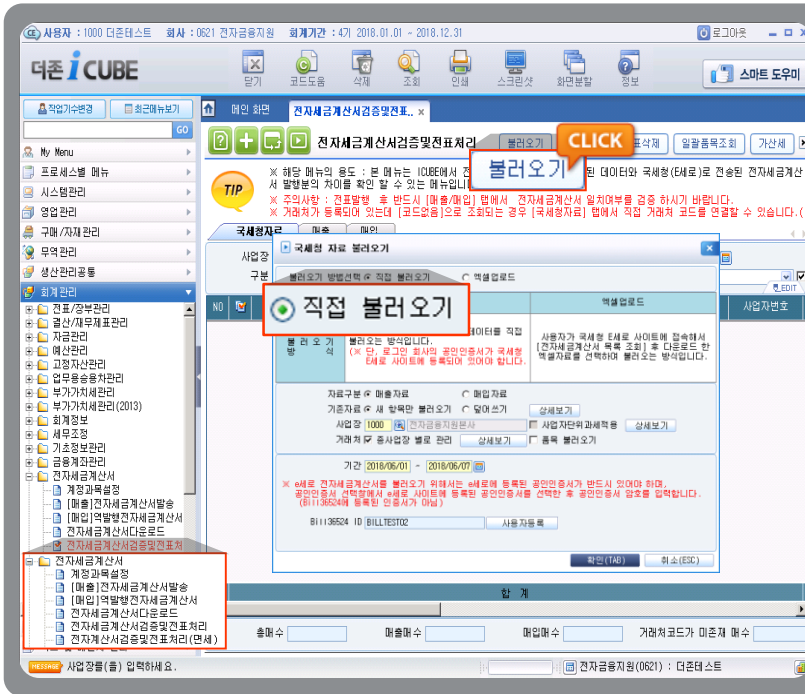 사용자 : 1000 더존테스트 회사 : 0621 전자금융지원 회계기간 : 4기 2018.01.01 ~ 2018.12.31 로그아웃
더존 iCUBE
닫기 코드도움 삭제 조회 인쇄 스크린샷 화면분할 정보 스마트 도우미
작업기수변경 최근메뉴보기 메인 화면 전자세금계산서검증및전표.. x
GO
My Menu
프로세스별 메뉴
시스템관리
영업관리
구매/자재관리
무역관리
생산관리공통
회계관리
전표/장부관리
결산/재무제표관리
자금관리
예산관리
고정자산관리
업무용승용차관리
부가가치세관리
부가가치세관리(2013)
회계정보
세무조정
기초정보관리
금융계좌관리
전자세금계산서
계정과목설정
[매출]전자세금계산서발송
[매입]역발행전자세금계산서
전자세금계산서다운로드
전자세금계산서검증및전표처
전자세금계산서
계정과목설정
[매출]전자세금계산서발송
[매입]역발행전자세금계산서
전자세금계산서다운로드
전자세금계산서검증및전표처리
전자계산서검증및전표처리(면세)
전자세금계산서검증및전표처리 불러오기 표삭제 일괄품목조회 가산세
CLICK
불러오기
TIP
※ 해당 메뉴의 용도 : 본 메뉴는 ICUBE에서 전 된 데이터와 국세청(E세로)로 전송된 전자세금계산
서 발행분의 차이를 확인 할 수 있는 메뉴입니
※ 주의사항 : 전표발행 후 반드시 [매출/매입] 탭에서 전자세금계산서 일치여부를 검증 하시기 바랍니다.
※ 거래처가 등록되어 있는데 [코드없음]으로 조회되는 경우 [국세청자료] 탭에서 직접 거래처 코드를 연결할 수 있습니다.(
국세청자료 매출 매입
사업장
구분
EDIT
NO 사업자번호
국세청 자료 불러오기
불러오기 방법선택 직접 불러오기 엑셀업로드
직접 불러오기
엑셀업로드
불러오기
방 식
데이터를 직접
불러오는 방식입니다.
(※ 단, 로그인 회사의 공인인증서가 국세청
E세로 사이트에 등록되어 있어야 합니다.
사용자가 국세청 E세로 사이트에 접속해서
[전자세금계산서 목록 조회] 후 다운로드 한
엑셀자료를 선택하여 불러오는 방식입니다.
자료구분 매출자료 매입자료
기존자료 새 항목만 불러오기 덮어쓰기 상세보기
사업장 1000 전자금융지원본사 사업자단위과세적용 상세보기
거래처 종사업장 별로 관리 상세보기 품목 불러오기
기간 2018/06/01 ~ 2018/06/07
※ e세로 전자세금계산서를 불러오기 위해서는 e세로에 등록된 공인인증서가 반드시 있어야 하며,
공인인증서 선택창에서 e세로 사이트에 등록된 공인인증서를 선택한 후 공인인증서 암호를 입력합니다.
(Bill36524에 등록된 인증서가 아님)
Bill36524 ID BILLTEST02 사용자등록
확인(TAB) 취소(ESC)
합 계
총매수 매출매수 매입매수 거래처코드가 미존재 매수
MESSAGE 사업장를(을) 입력하세요. 전자금융지원(0621) : 더존테스트